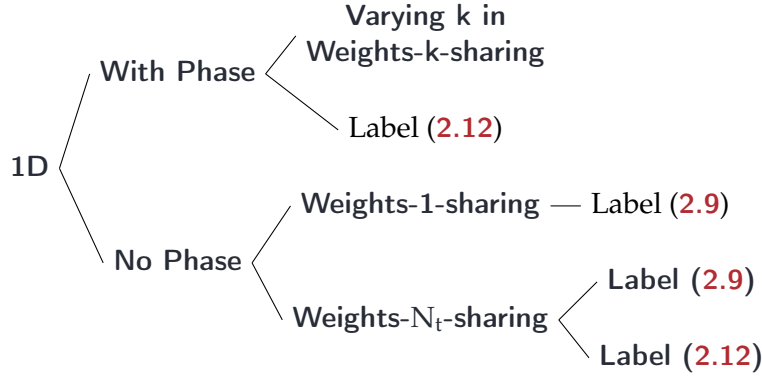 Varying k in
Weights-k-sharing
With Phase
Label (2.12)
1D
Weights-1-sharing
Label (2.9)
No Phase
Label (2.9)
Weights-Nt-sharing
Label (2.12)